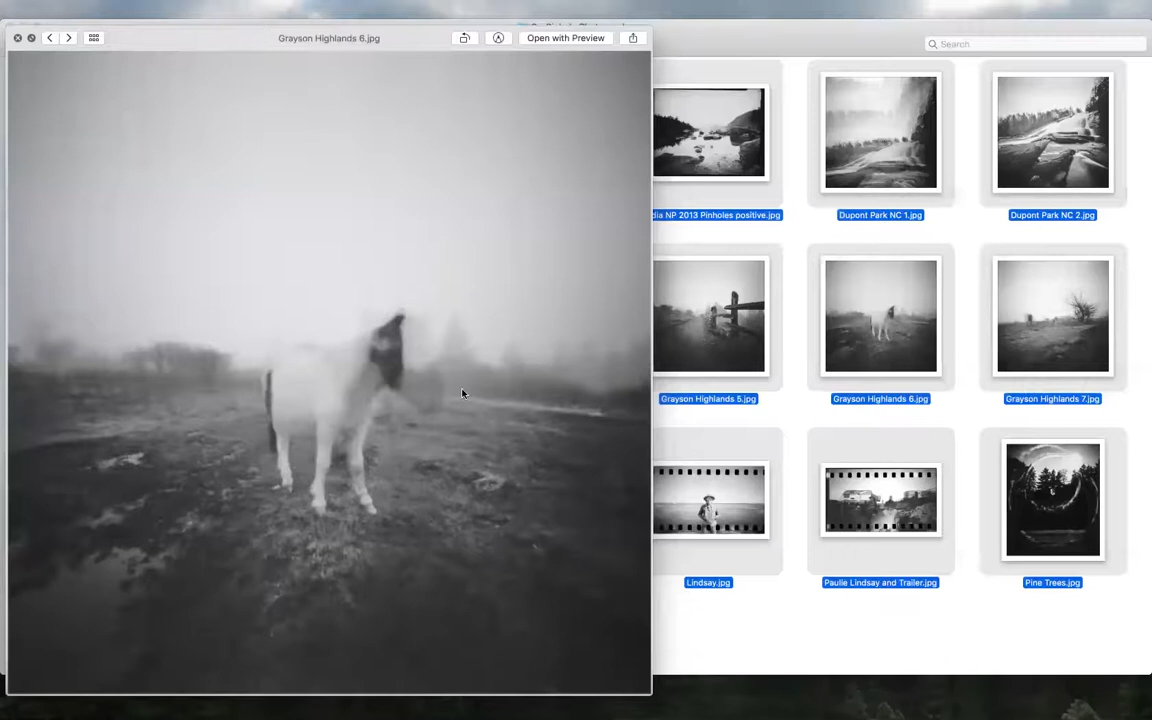 Grayson Highlands 6.jpg
Open with Preview
Search
dia NP 2013 Pinholes positive.jpg
Dupont Park NC 1.jpg
Dupont Park NC 2.jpg
Grayson Highlands 5.jpg
Grayson Highlands 6.jpg
Grayson Highlands 7.jpg
Lindsay.jpg
Paulie Lindsay and Trailer.jpg
Pine Trees.jpg